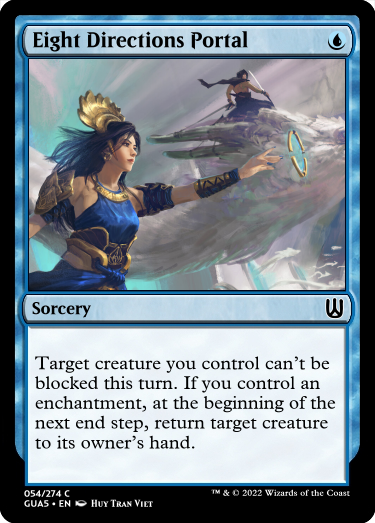 Eight Directions Portal
Sorcery
Target creature you control can't be
blocked this turn. If you control an
enchantment, at the beginning of the
next end step, return target creature
to its owner's hand.
054/274 C
GUA5 • EN HUY TRAN VIET
™ & © 2022 Wizards of the Coast